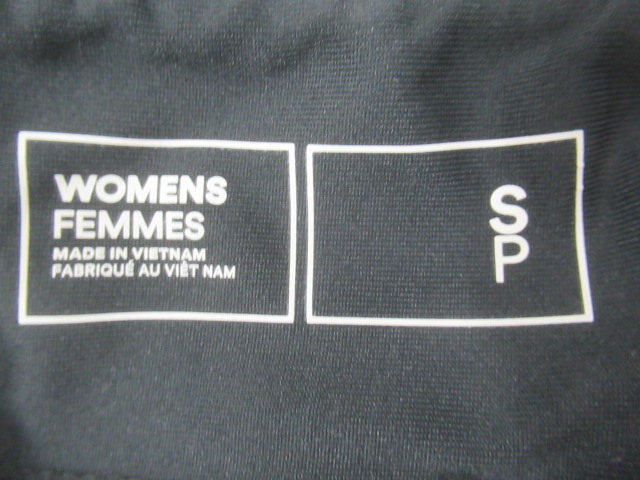 WOMENS
FEMMES
MADE IN VIETNAM
FABRIQUÉ AU VIÊT NAM
S
P